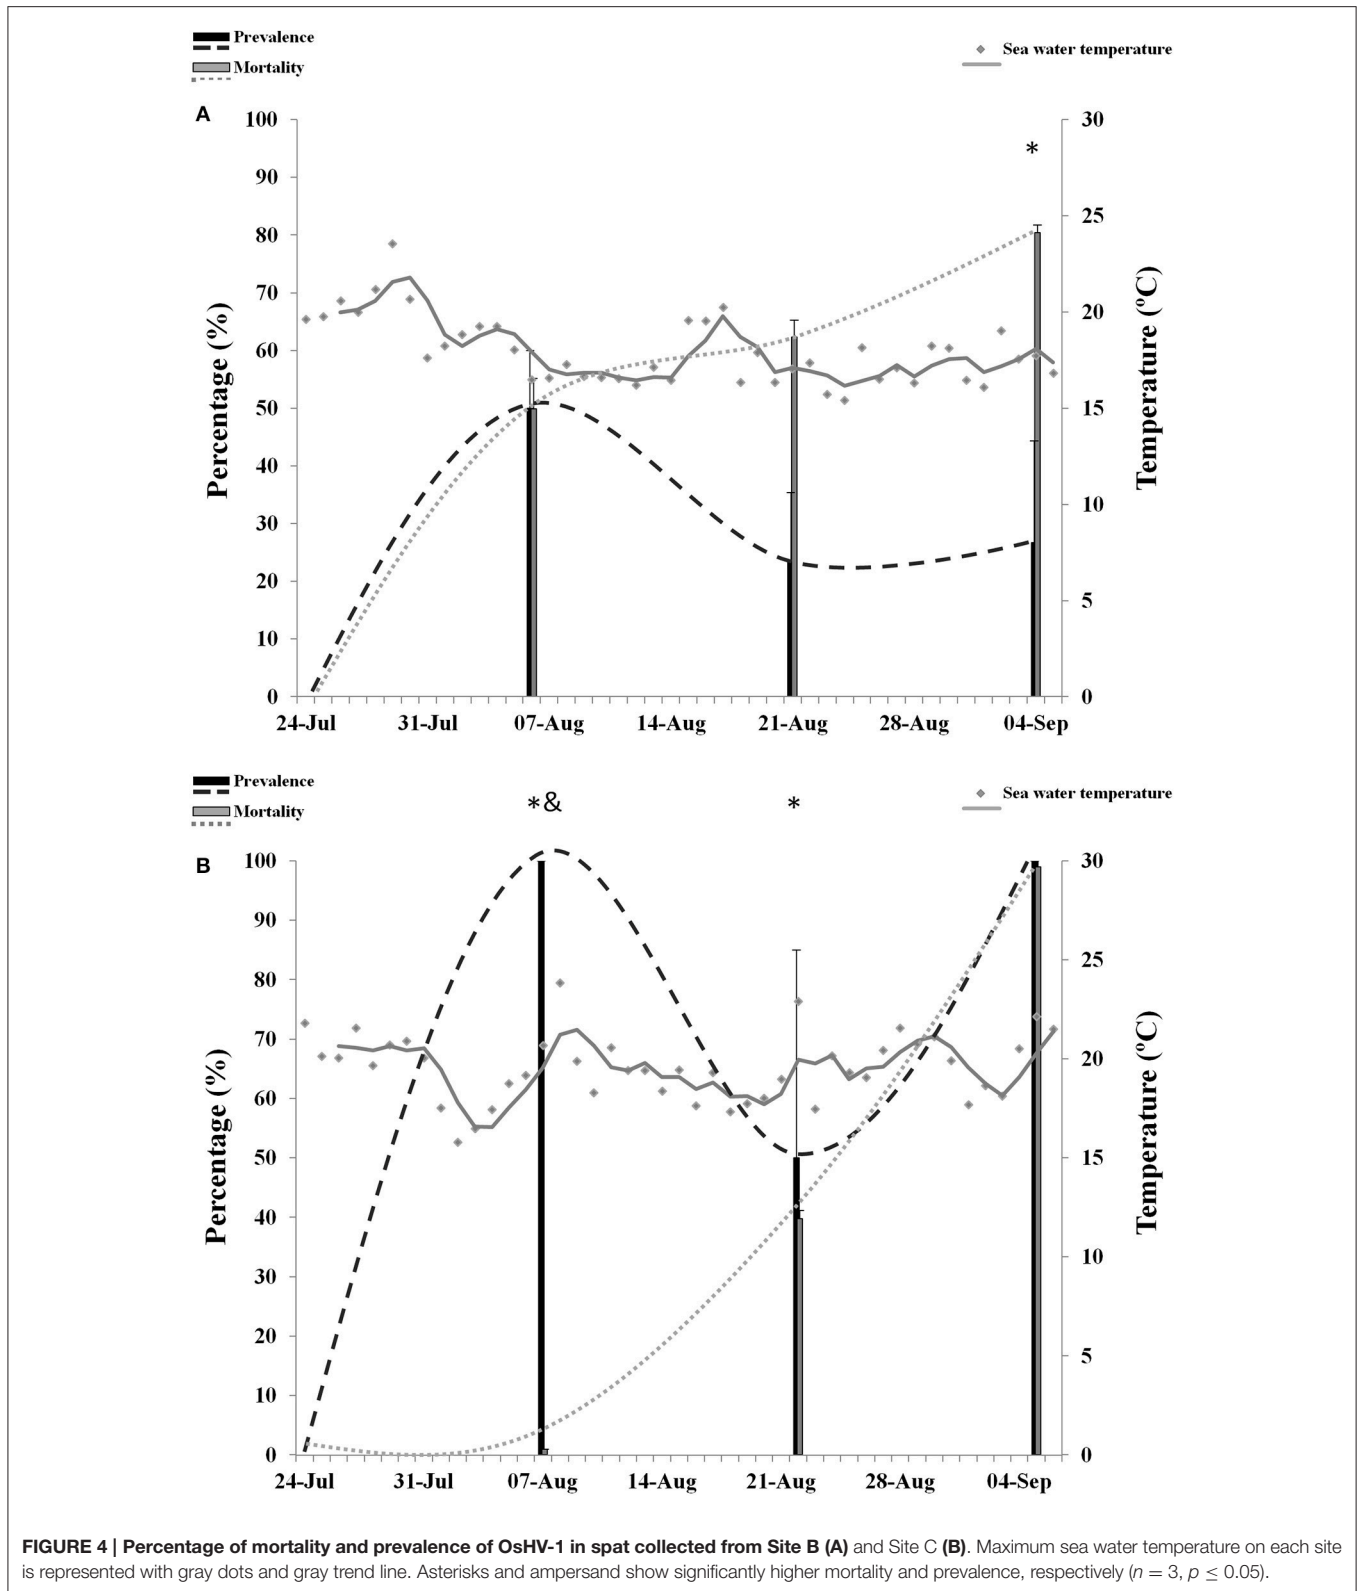 Prevalence
Mortality
Sea water temperature
A
*
100
90
80
70
60
50
40
30
20
10
0
Percentage (%)
30
25
20
15
10
5
0
Temperature (ºC)
24-Jul 31-Jul 07-Aug 14-Aug 21-Aug 28-Aug 04-Sep
Prevalence
Mortality
Sea water temperature
*& *
B
100
90
80
70
60
50
40
30
20
10
0
Percentage (%)
30
25
20
15
10
5
0
Temperature (ºC)
24-Jul 31-Jul 07-Aug 14-Aug 21-Aug 28-Aug 04-Sep
FIGURE 4 | Percentage of mortality and prevalence of OsHV-1 in spat collected from Site B (A) and Site C (B). Maximum sea water temperature on each site
is represented with gray dots and gray trend line. Asterisks and ampersand show significantly higher mortality and prevalence, respectively (n = 3, p ≤ 0.05).